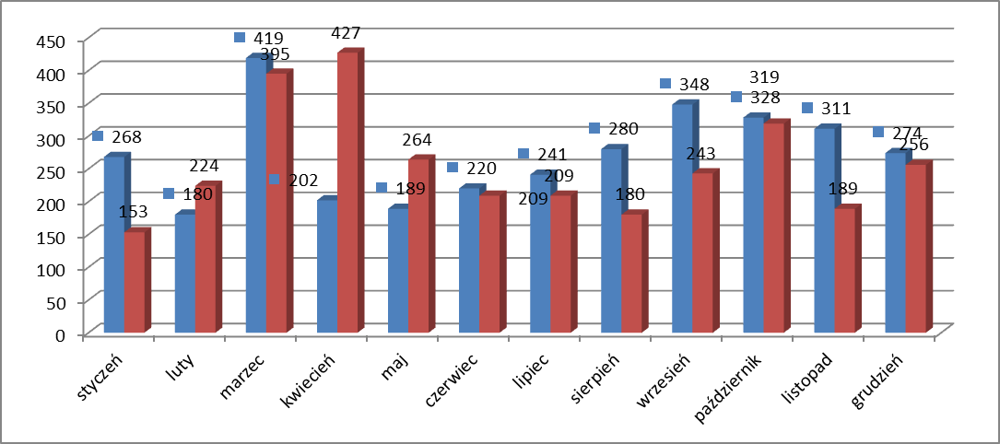 450
400
350
300
250
200
150
100
50
0
268
153
180
224
419
395
202
427
189
264
220
209
241
209
280
180
348
243
328
319
311
189
274
256
styczeń
luty
marzec
kwiecień
maj
czerwiec
lipiec
sierpień
wrzesień
październik
listopad
grudzień